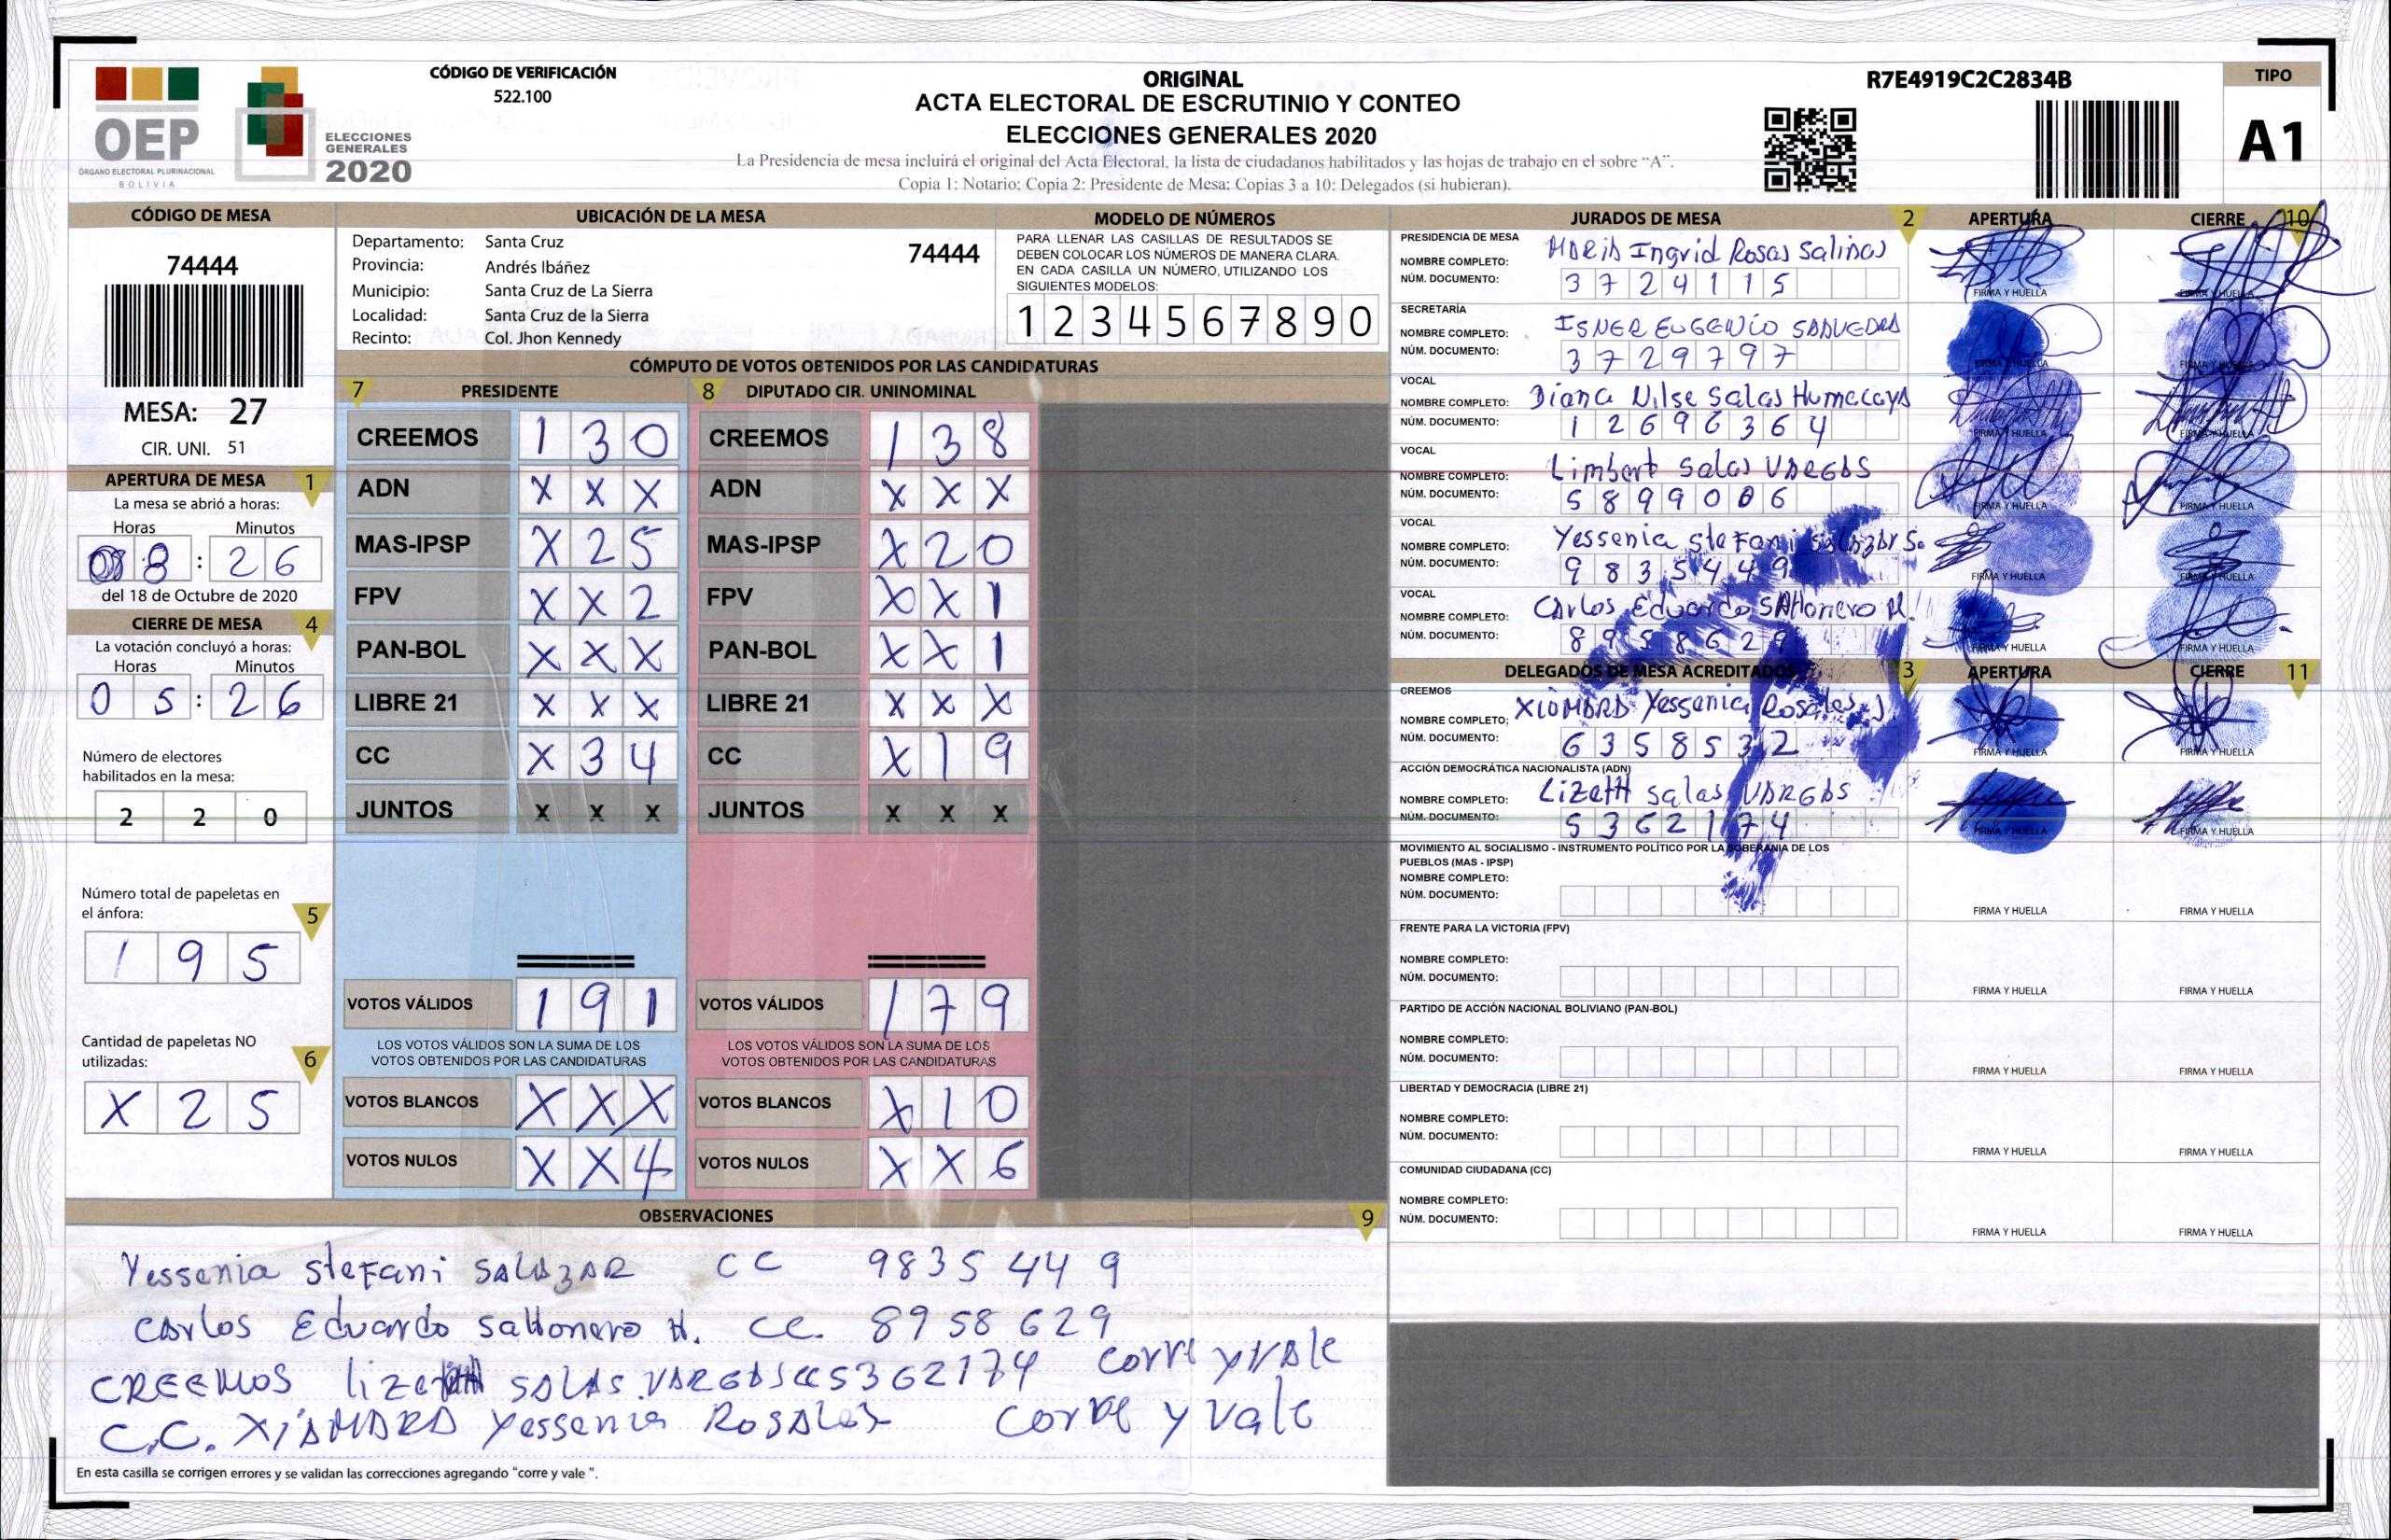 OEP
ÓRGANO ELECTORAL PLURINACIONAL
BOLIVIA
ELECCIONES
GENERALES
2020
CÓDIGO DE VERIFICACIÓN
522.100
ORIGINAL
ACTA ELECTORAL DE ESCRUTINIO Y CONTEO
ELECCIONES GENERALES 2020
La Presidencia de mesa incluirá el original del Acta Electoral, la lista de ciudadanos habilitados y las hojas de trabajo en el sobre "A".
Copia 1: Notario; Copia 2: Presidente de Mesa; Copias 3 a 10: Delegados (si hubieran).
R7E4919C2C2834B
TIPO
A1
CÓDIGO DE MESA
74444
MESA: 27
CIR. UNI. 51
APERTURA DE MESA 1
La mesa se abrió a horas:
Horas Minutos
8 : 2 6
del 18 de Octubre de 2020
CIERRE DE MESA 4
La votación concluyó a horas:
Horas Minutos
0 5 : 2 6
Número de electores
habilitados en la mesa:
2 2 0
Número total de papeletas en
el ánfora: 5
1 9 5
Cantidad de papeletas NO
utilizadas: 6
X 2 5
UBICACIÓN DE LA MESA
Departamento: Santa Cruz 74444
Provincia: Andrés Ibáñez
Municipio: Santa Cruz de La Sierra
Localidad: Santa Cruz de la Sierra
Recinto: Col. Jhon Kennedy
MODELO DE NÚMEROS
PARA LLENAR LAS CASILLAS DE RESULTADOS SE
DEBEN COLOCAR LOS NÚMEROS DE MANERA CLARA.
EN CADA CASILLA UN NÚMERO, UTILIZANDO LOS
SIGUIENTES MODELOS:
1 2 3 4 5 6 7 8 9 0
CÓMPUTO DE VOTOS OBTENIDOS POR LAS CANDIDATURAS
7 PRESIDENTE
CREEMOS 1 3 0
ADN X X X
MAS-IPSP X 2 5
FPV X X 2
PAN-BOL X X X
LIBRE 21 X X X
CC X 3 4
JUNTOS X X X
VOTOS VÁLIDOS 1 9 1
LOS VOTOS VÁLIDOS SON LA SUMA DE LOS
VOTOS OBTENIDOS POR LAS CANDIDATURAS
VOTOS BLANCOS X X X
VOTOS NULOS X X 4
8 DIPUTADO CIR. UNINOMINAL
CREEMOS 1 3 8
ADN X X X
MAS-IPSP X 2 0
FPV X X 1
PAN-BOL X X 1
LIBRE 21 X X X
CC X 1 9
JUNTOS X X X
VOTOS VÁLIDOS 1 7 9
LOS VOTOS VÁLIDOS SON LA SUMA DE LOS
VOTOS OBTENIDOS POR LAS CANDIDATURAS
VOTOS BLANCOS X 1 0
VOTOS NULOS X X 6
JURADOS DE MESA 2 APERTURA CIERRE 10
PRESIDENCIA DE MESA
NOMBRE COMPLETO: MARIA Ingrid Rosas Salinas
NÚM. DOCUMENTO: 3 7 2 4 1 1 5
FIRMA Y HUELLA FIRMA Y HUELLA
SECRETARÍA
NOMBRE COMPLETO: ISNER EUGENIO SAAVEDRA
NÚM. DOCUMENTO: 3 7 2 9 7 9 7
FIRMA Y HUELLA FIRMA Y HUELLA
VOCAL
NOMBRE COMPLETO: Diana Nilse Salas Humacaya
NÚM. DOCUMENTO: 1 2 6 9 6 3 6 4
FIRMA Y HUELLA FIRMA Y HUELLA
VOCAL
NOMBRE COMPLETO: Limbert Salas VARGAS
NÚM. DOCUMENTO: 5 8 9 9 0 0 6
FIRMA Y HUELLA FIRMA Y HUELLA
VOCAL
NOMBRE COMPLETO: Yessenia Stefani Salazar S.
NÚM. DOCUMENTO: 9 8 3 5 4 4 9
FIRMA Y HUELLA FIRMA Y HUELLA
VOCAL
NOMBRE COMPLETO: Carlos Eduardo
NÚM. DOCUMENTO: 8 9 5 8 6 2 9
FIRMA Y HUELLA FIRMA Y HUELLA
DELEGADOS DE MESA ACREDITADOS 3 APERTURA CIERRE 11
CREEMOS
NOMBRE COMPLETO: XIOMARA Yessenia Rosales
NÚM. DOCUMENTO: 6 3 5 8 5 3 2
FIRMA Y HUELLA FIRMA Y HUELLA
ACCIÓN DEMOCRÁTICA NACIONALISTA (ADN)
NOMBRE COMPLETO: LizetH Salas VARGAS
NÚM. DOCUMENTO: 5 3 6 2 1 7 4
FIRMA Y HUELLA FIRMA Y HUELLA
MOVIMIENTO AL SOCIALISMO - INSTRUMENTO POLÍTICO POR LA SOBERANIA DE LOS
PUEBLOS (MAS - IPSP)
NOMBRE COMPLETO:
NÚM. DOCUMENTO:
FIRMA Y HUELLA FIRMA Y HUELLA
FRENTE PARA LA VICTORIA (FPV)
NOMBRE COMPLETO:
NÚM. DOCUMENTO:
FIRMA Y HUELLA FIRMA Y HUELLA
PARTIDO DE ACCIÓN NACIONAL BOLIVIANO (PAN-BOL)
NOMBRE COMPLETO:
NÚM. DOCUMENTO:
FIRMA Y HUELLA FIRMA Y HUELLA
LIBERTAD Y DEMOCRACIA (LIBRE 21)
NOMBRE COMPLETO:
NÚM. DOCUMENTO:
FIRMA Y HUELLA FIRMA Y HUELLA
COMUNIDAD CIUDADANA (CC)
NOMBRE COMPLETO:
NÚM. DOCUMENTO:
FIRMA Y HUELLA FIRMA Y HUELLA
OBSERVACIONES 9
Yessenia Stefani SALAZAR CC 9835449
Carlos Eduardo H. CC. 8958629
CREEMOS SALAS VARGAS CC 5362174 corre y vale
C.C. XIOMARA Yessenia ROSALES corre y vale
En esta casilla se corrigen errores y se validan las correcciones agregando "corre y vale ".